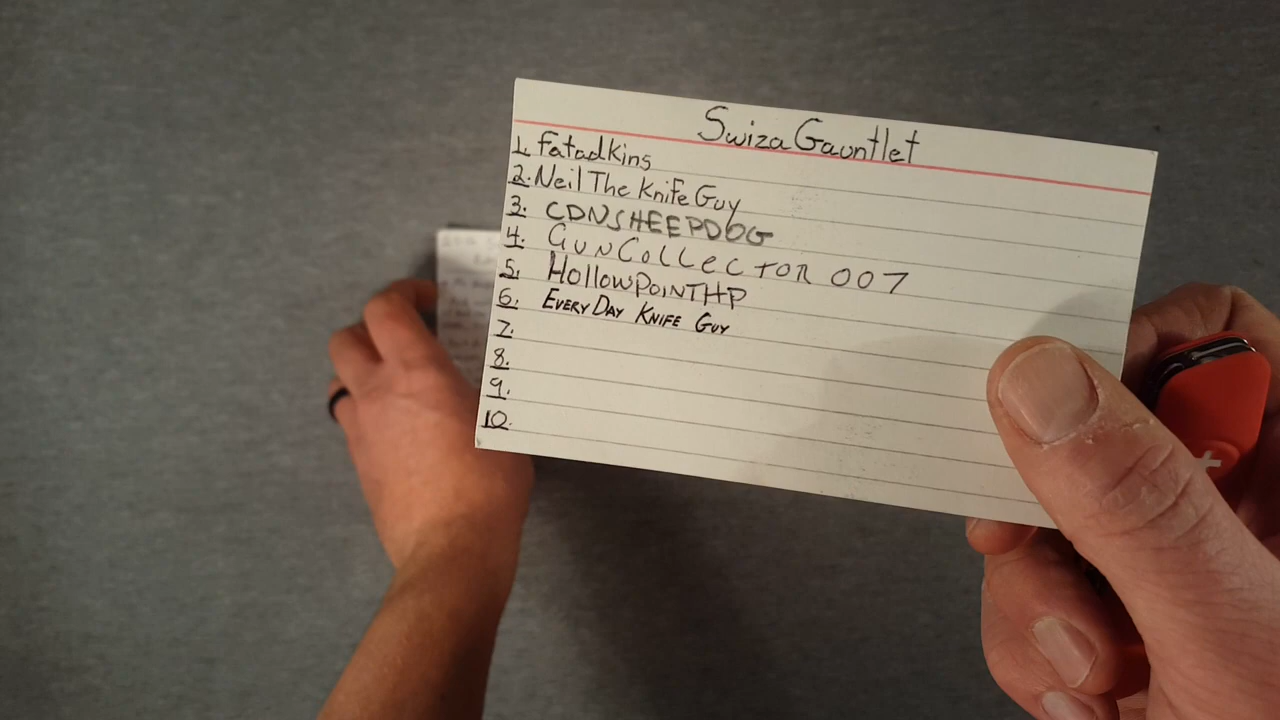 Swiza Gauntlet
1. Fatadkins
2. Neil The Knife Guy
3. CDNSHEEPDOG
4. GunCollector 007
5. HollowPointHP
6. EVERY DAY KNIFE GUY
7.
8.
9.
10.